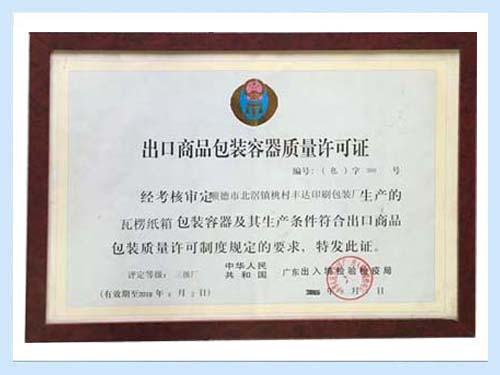 出口商品包装容器质量许可证
编号：（包）字 号
经考核审定顺德市北滘镇桃村丰达印刷包装厂生产的
瓦楞纸箱包装容器及其生产条件符合出口商品
包装质量许可制度规定的要求，特发此证。
评定等级：三级厂
中华人民
共和国
广东出入境检验检疫局
（有效期至 年 月2日）
年 月 日